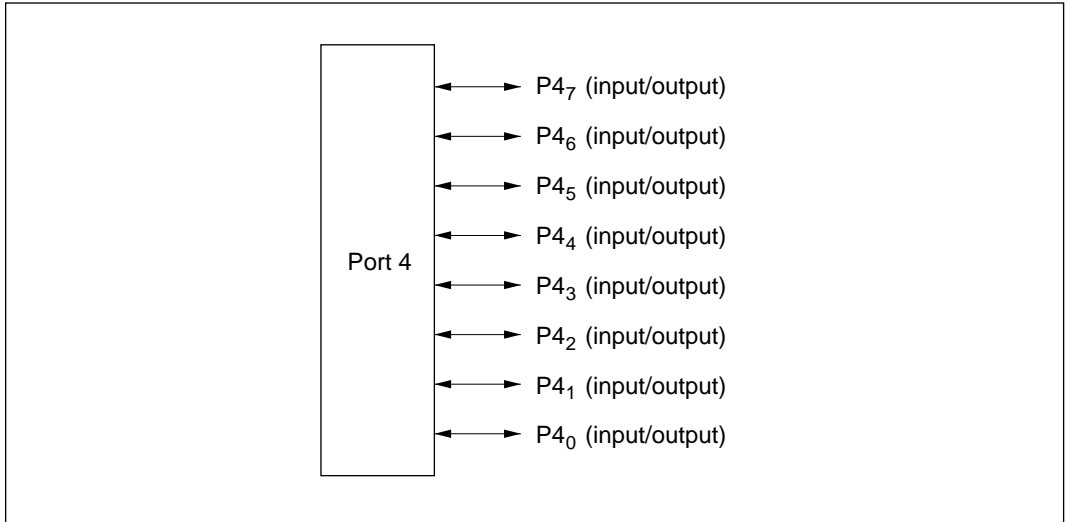 P4₇ (input/output)
P4₆ (input/output)
P4₅ (input/output)
P4₄ (input/output)
Port 4
P4₃ (input/output)
P4₂ (input/output)
P4₁ (input/output)
P4₀ (input/output)